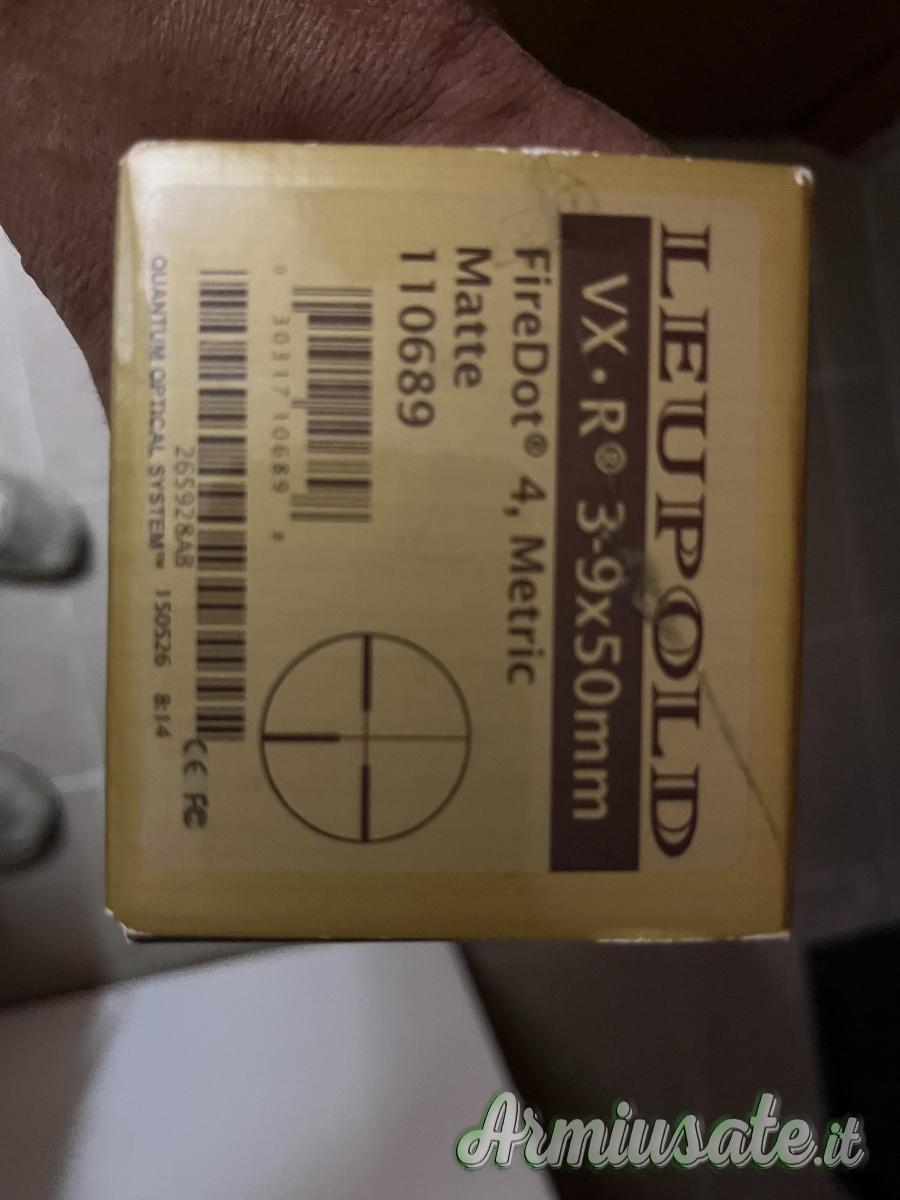 LEUPOLD
VX•R® 3-9x50mm
FireDot® 4, Metric
Matte
110689
0 30317 10689 6
265928AB
CE FC
QUANTUM OPTICAL SYSTEM™ 150526 8:14
Armiusate.it